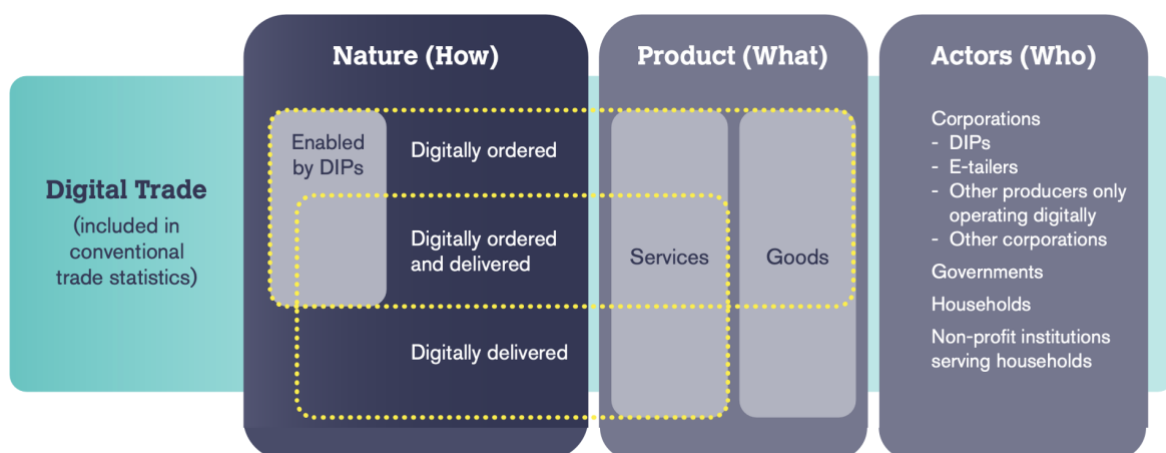 Digital Trade
(included in
conventional
trade statistics)
Nature (How)
Enabled
by DIPs
Digitally ordered
Digitally ordered
and delivered
Digitally delivered
Product (What)
Services
Goods
Actors (Who)
Corporations
- DIPs
- E-tailers
- Other producers only
operating digitally
- Other corporations
Governments
Households
Non-profit institutions
serving households